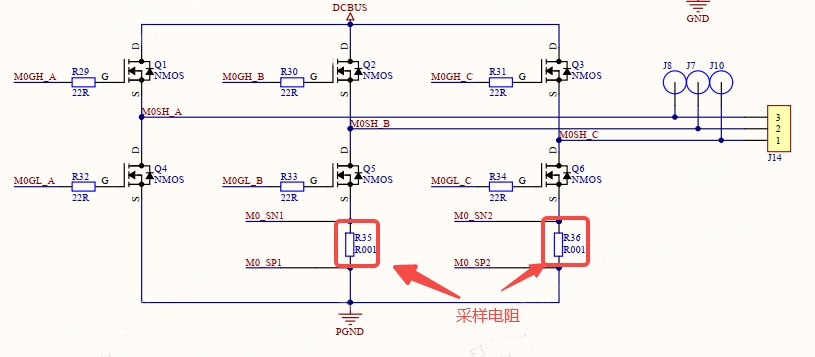 DCBUS
GND
D
Q1
NMOS
M0GH_A
R29
22R
G
S
D
Q2
NMOS
M0GH_B
R30
22R
G
S
D
Q3
NMOS
M0GH_C
R31
22R
G
S
J8
J7
J10
M0SH_A
M0SH_B
M0SH_C
3
2
1
J14
D
Q4
NMOS
M0GL_A
R32
22R
G
S
D
Q5
NMOS
M0GL_B
R33
22R
G
S
D
Q6
NMOS
M0GL_C
R34
22R
G
S
M0_SN1
R35
R001
M0_SP1
M0_SN2
R36
R001
M0_SP2
采样电阻
PGND